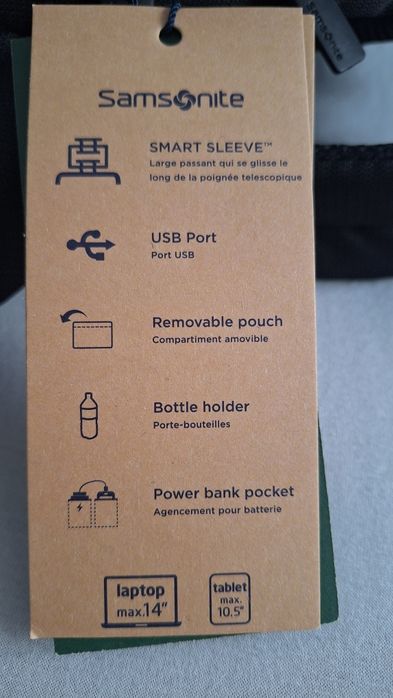 Samsonite
Samsonite
SMART SLEEVE™
Large passant qui se glisse le
long de la poignée telescopique
USB Port
Port USB
Removable pouch
Compartiment amovible
Bottle holder
Porte-bouteilles
Power bank pocket
Agencement pour batterie
laptop
max.14"
tablet
max.
10.5"